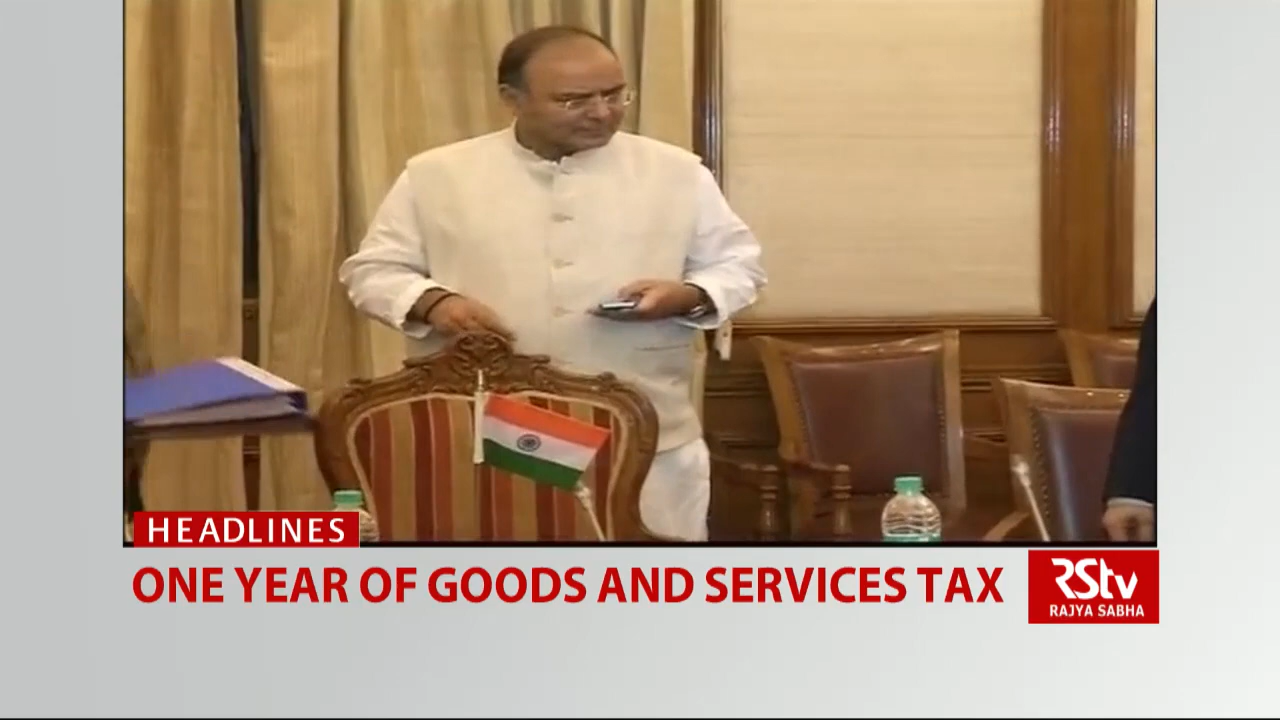 HEADLINES
ONE YEAR OF GOODS AND SERVICES TAX
RStv
RAJYA SABHA